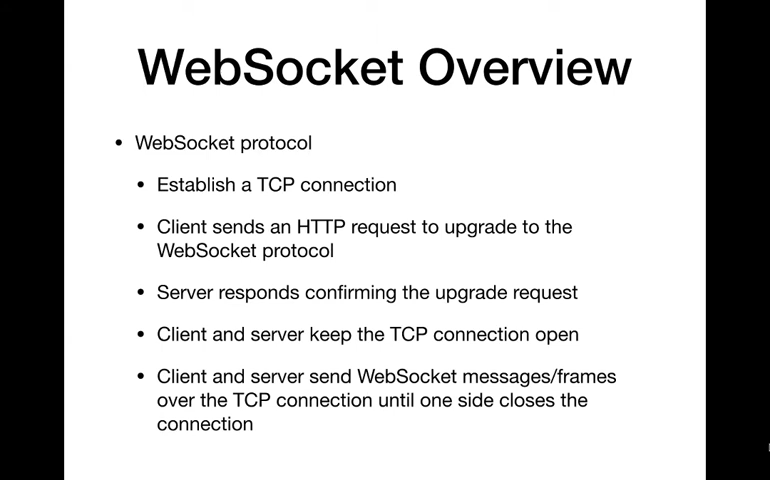 WebSocket Overview
• WebSocket protocol
• Establish a TCP connection
• Client sends an HTTP request to upgrade to the
WebSocket protocol
• Server responds confirming the upgrade request
• Client and server keep the TCP connection open
• Client and server send WebSocket messages/frames
over the TCP connection until one side closes the
connection